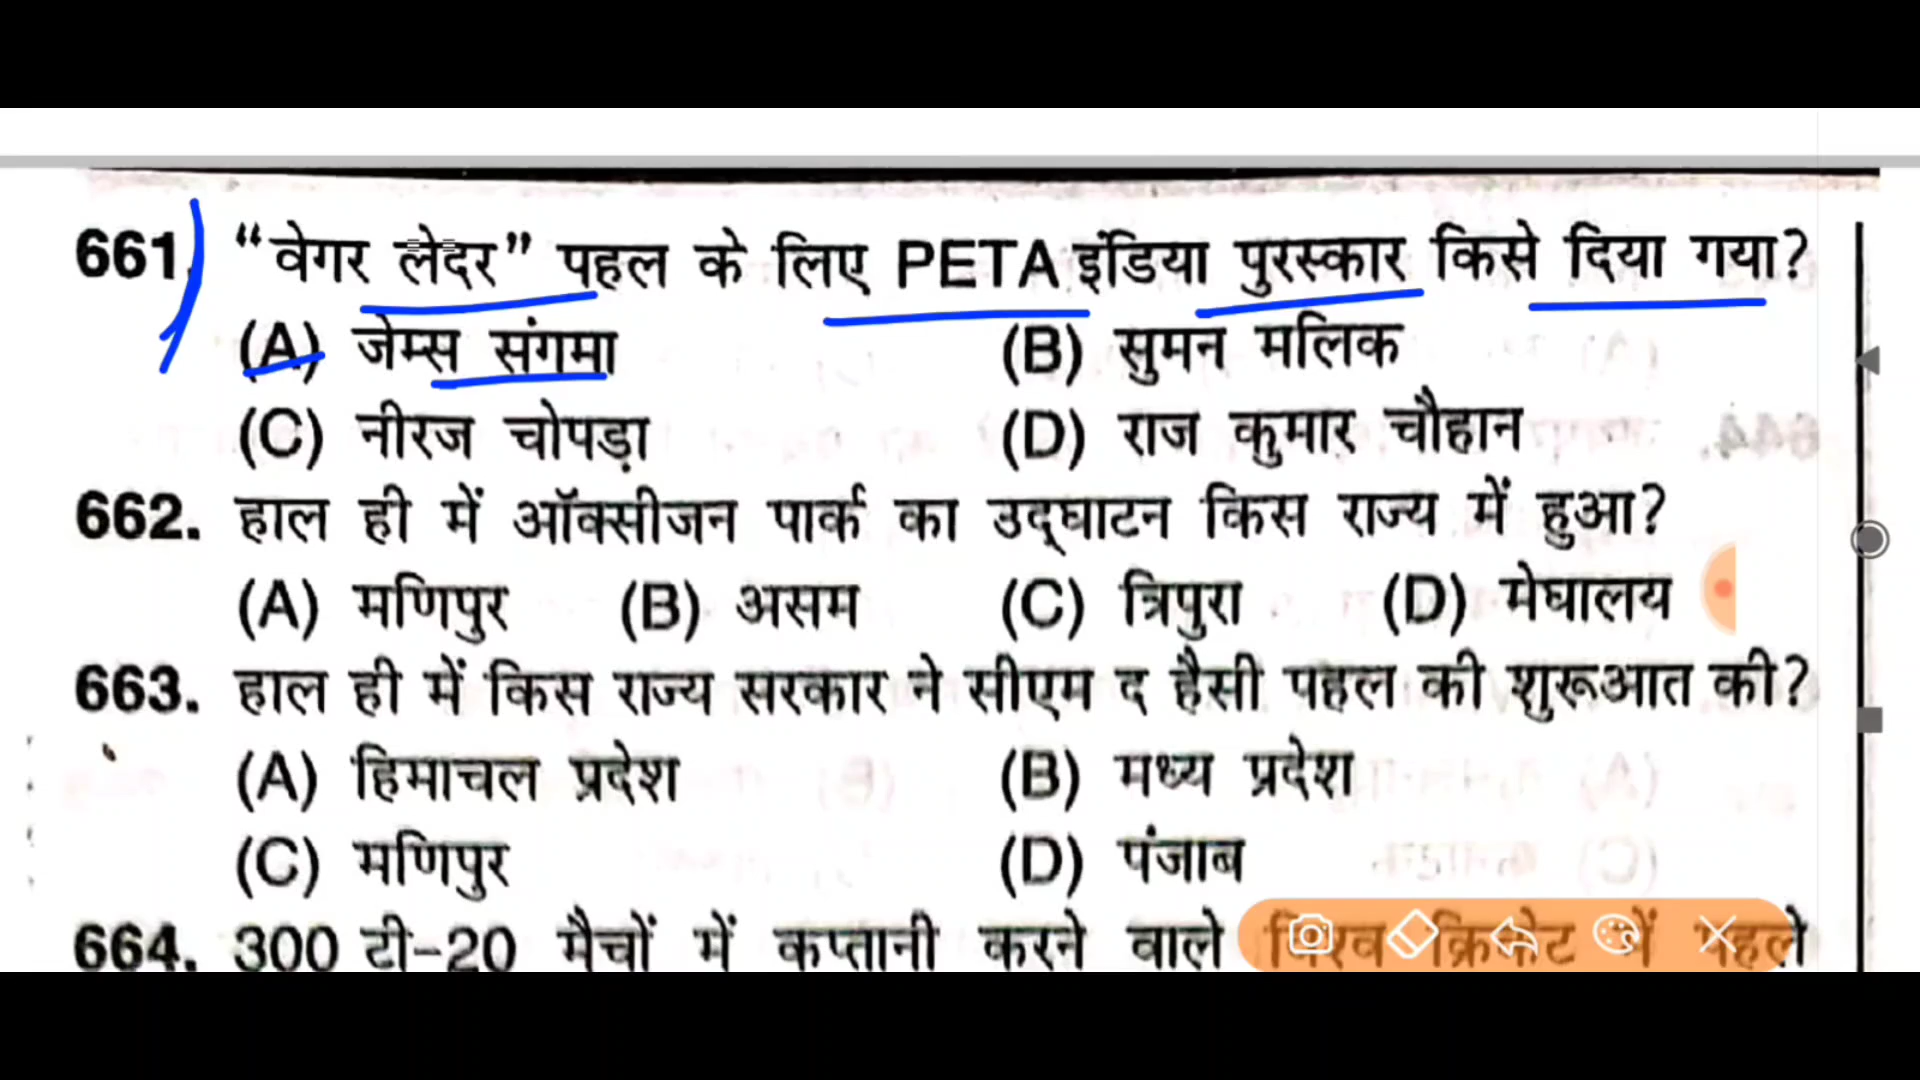 661. “वेगर लेदर” पहल के लिए PETA इंडिया पुरस्कार किसे दिया गया?
(A) जेम्स संगमा (B) सुमन मलिक
(C) नीरज चोपड़ा (D) राज कुमार चौहान
662. हाल ही में ऑक्सीजन पार्क का उद्घाटन किस राज्य में हुआ?
(A) मणिपुर (B) असम (C) त्रिपुरा (D) मेघालय
663. हाल ही में किस राज्य सरकार ने सीएम द हैसी पहल की शुरूआत की?
(A) हिमाचल प्रदेश (B) मध्य प्रदेश
(C) मणिपुर (D) पंजाब
664. 300 टी-20 मैचों में कप्तानी करने वाले विश्व क्रिकेट में पहले